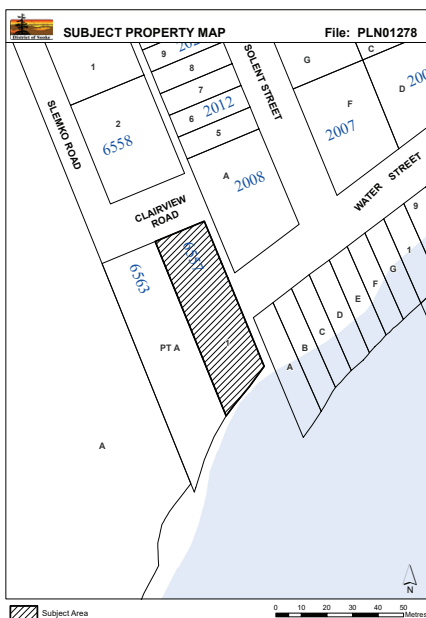 District of Sooke
SUBJECT PROPERTY MAP
File: PLN01278
SLEMKO ROAD
1
2
6558
9
8
7
6
2012
5
A
2008
SOLENT STREET
G
C
F
2007
D
CLAIRVIEW
ROAD
WATER STREET
6563
6557
PT A
1
A
A
B
C
D
E
F
G
1
9
N
Subject Area
0 10 20 30 40 50
Metres